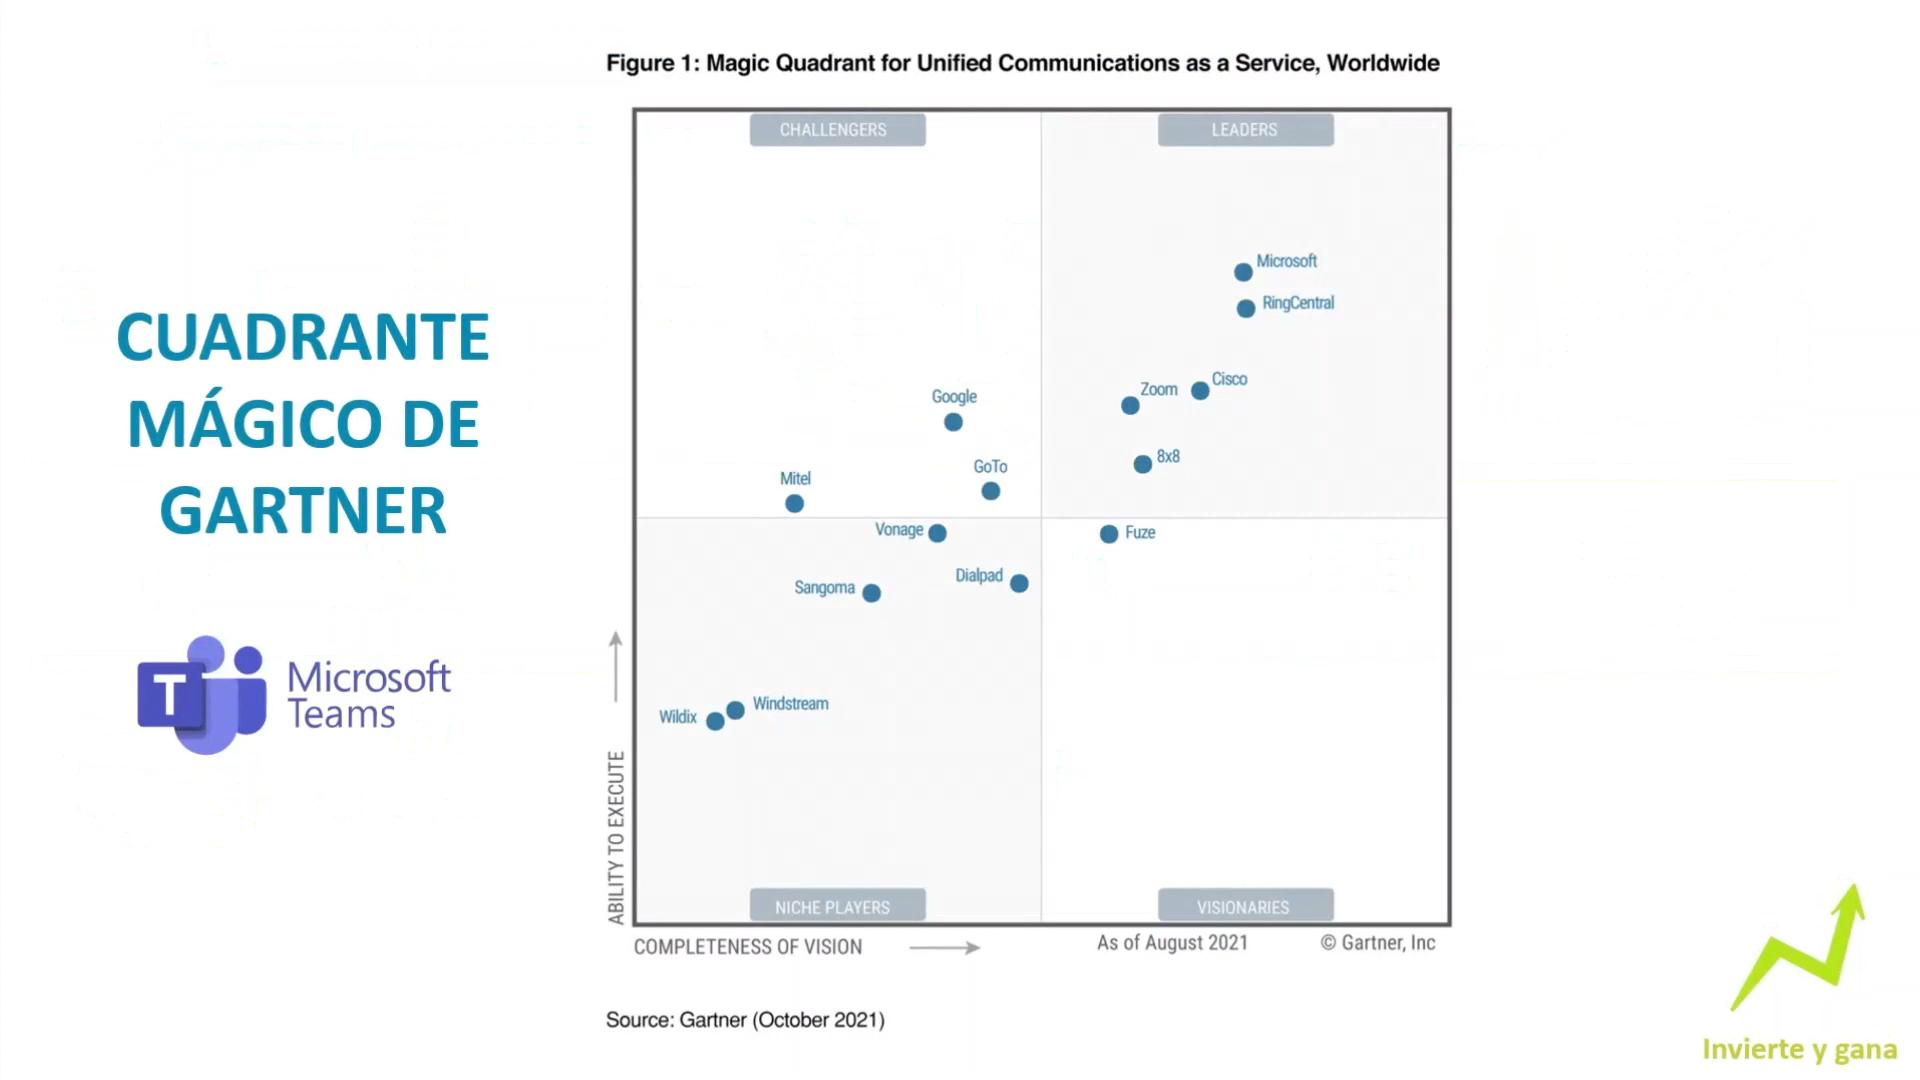 Figure 1: Magic Quadrant for Unified Communications as a Service, Worldwide
CHALLENGERS
LEADERS
Microsoft
RingCentral
Cisco
Zoom
Google
8x8
GoTo
Mitel
Vonage
Fuze
Dialpad
Sangoma
Windstream
Wildix
NICHE PLAYERS
VISIONARIES
ABILITY TO EXECUTE
COMPLETENESS OF VISION
As of August 2021
© Gartner, Inc
Source: Gartner (October 2021)
CUADRANTE
MÁGICO DE
GARTNER
T
Microsoft
Teams
Invierte y gana